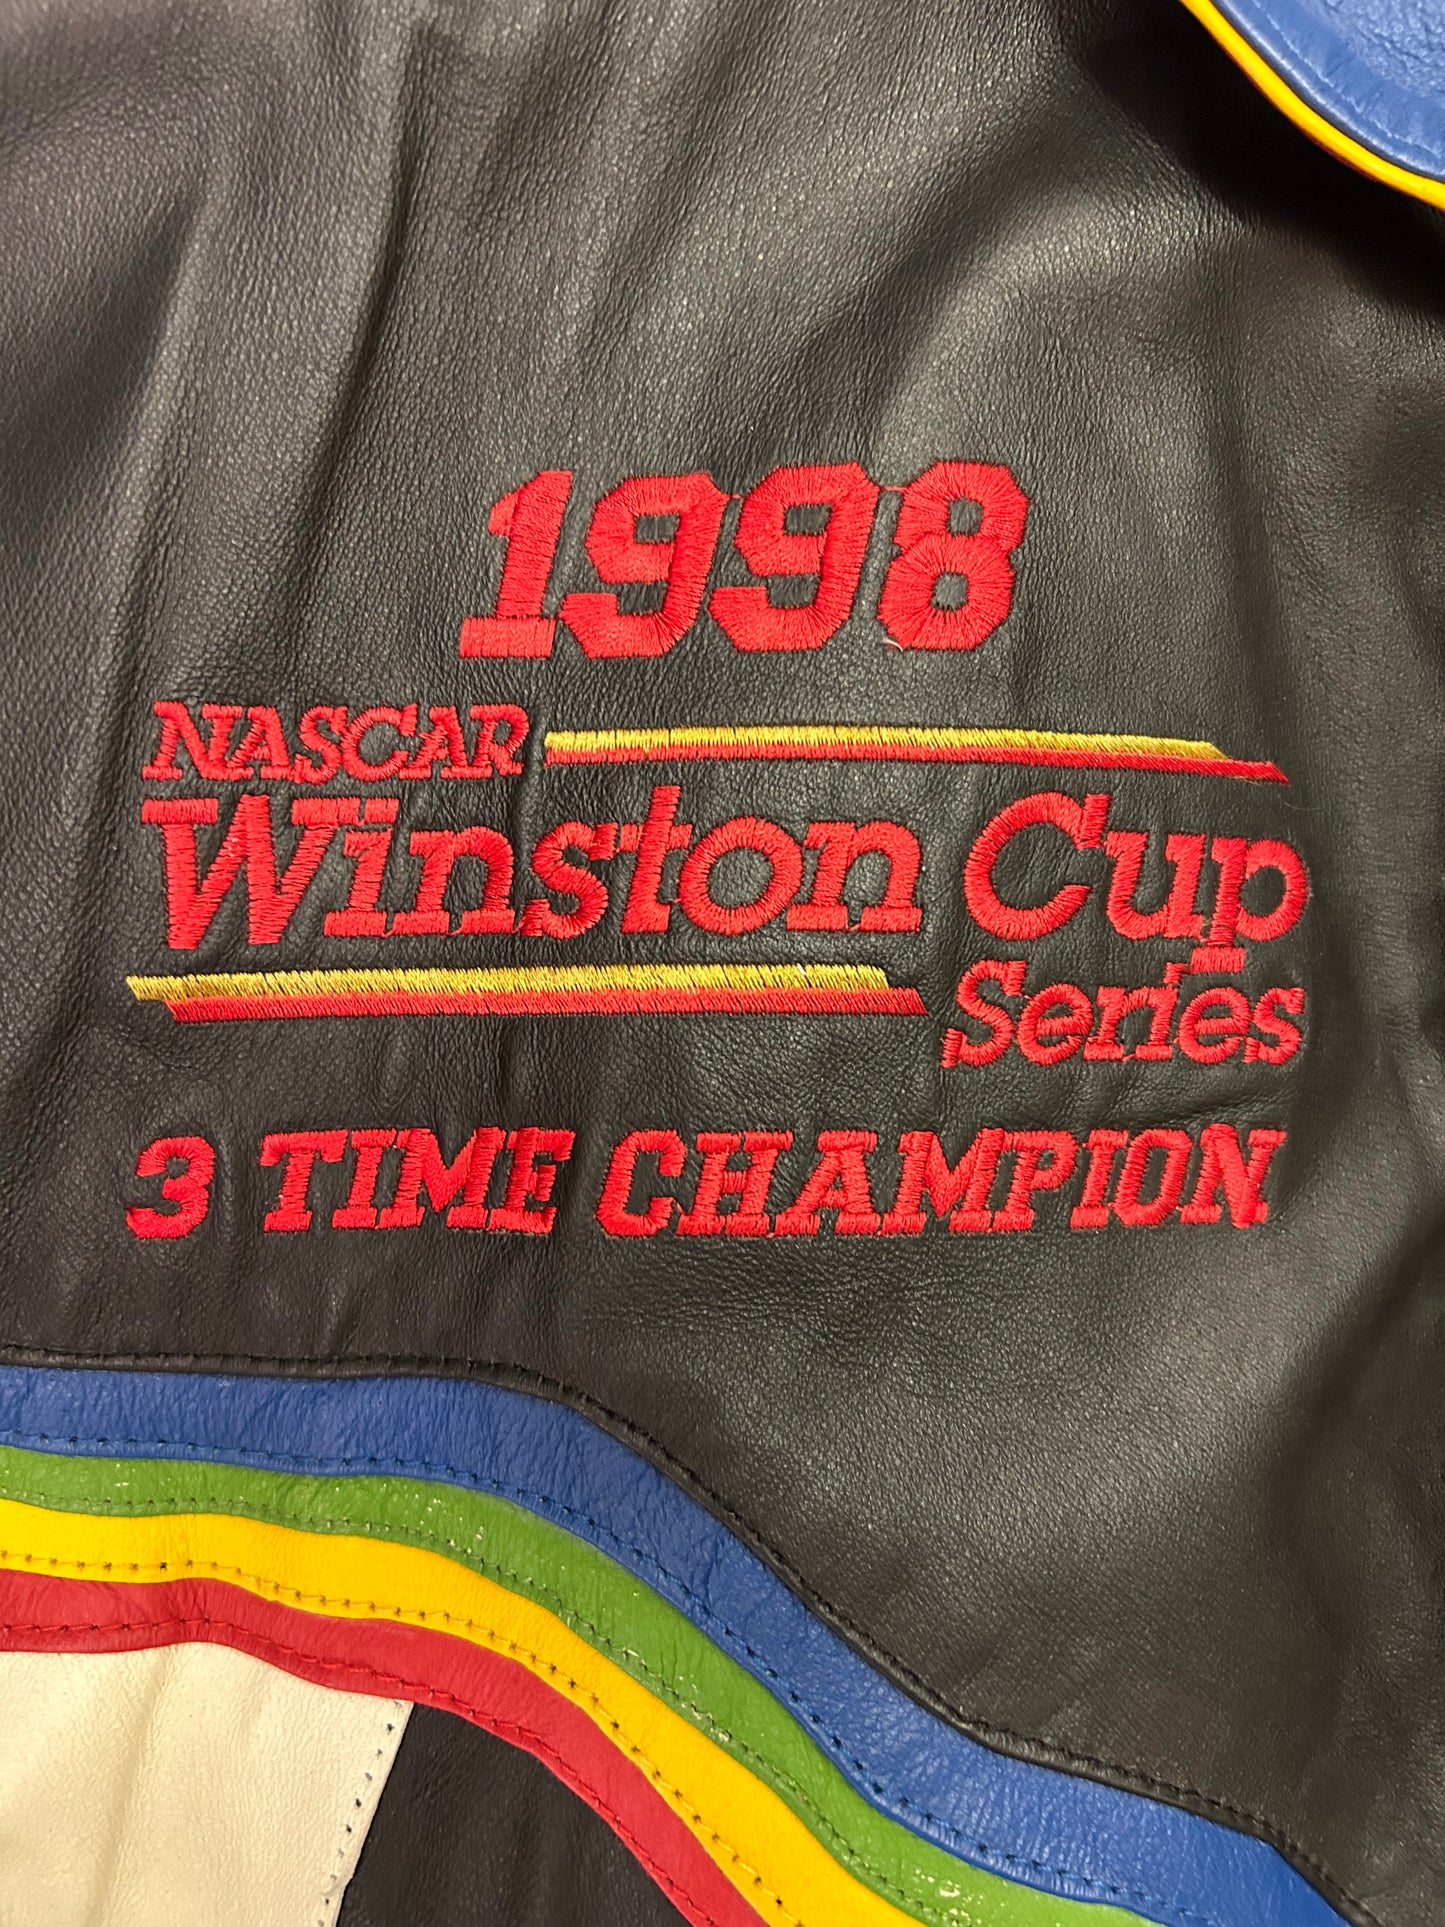 1998
NASCAR
Winston Cup
Series
3 TIME CHAMPION